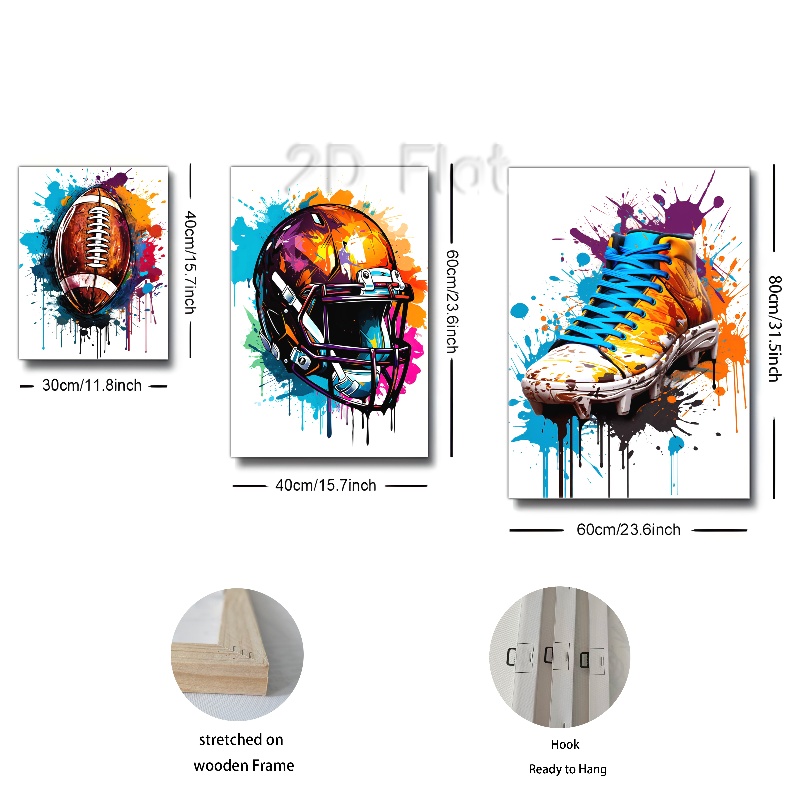 2D Flat
40cm/15.7inch
30cm/11.8inch
60cm/23.6inch
40cm/15.7inch
80cm/31.5inch
60cm/23.6inch
stretched on
wooden Frame
Hook
Ready to Hang